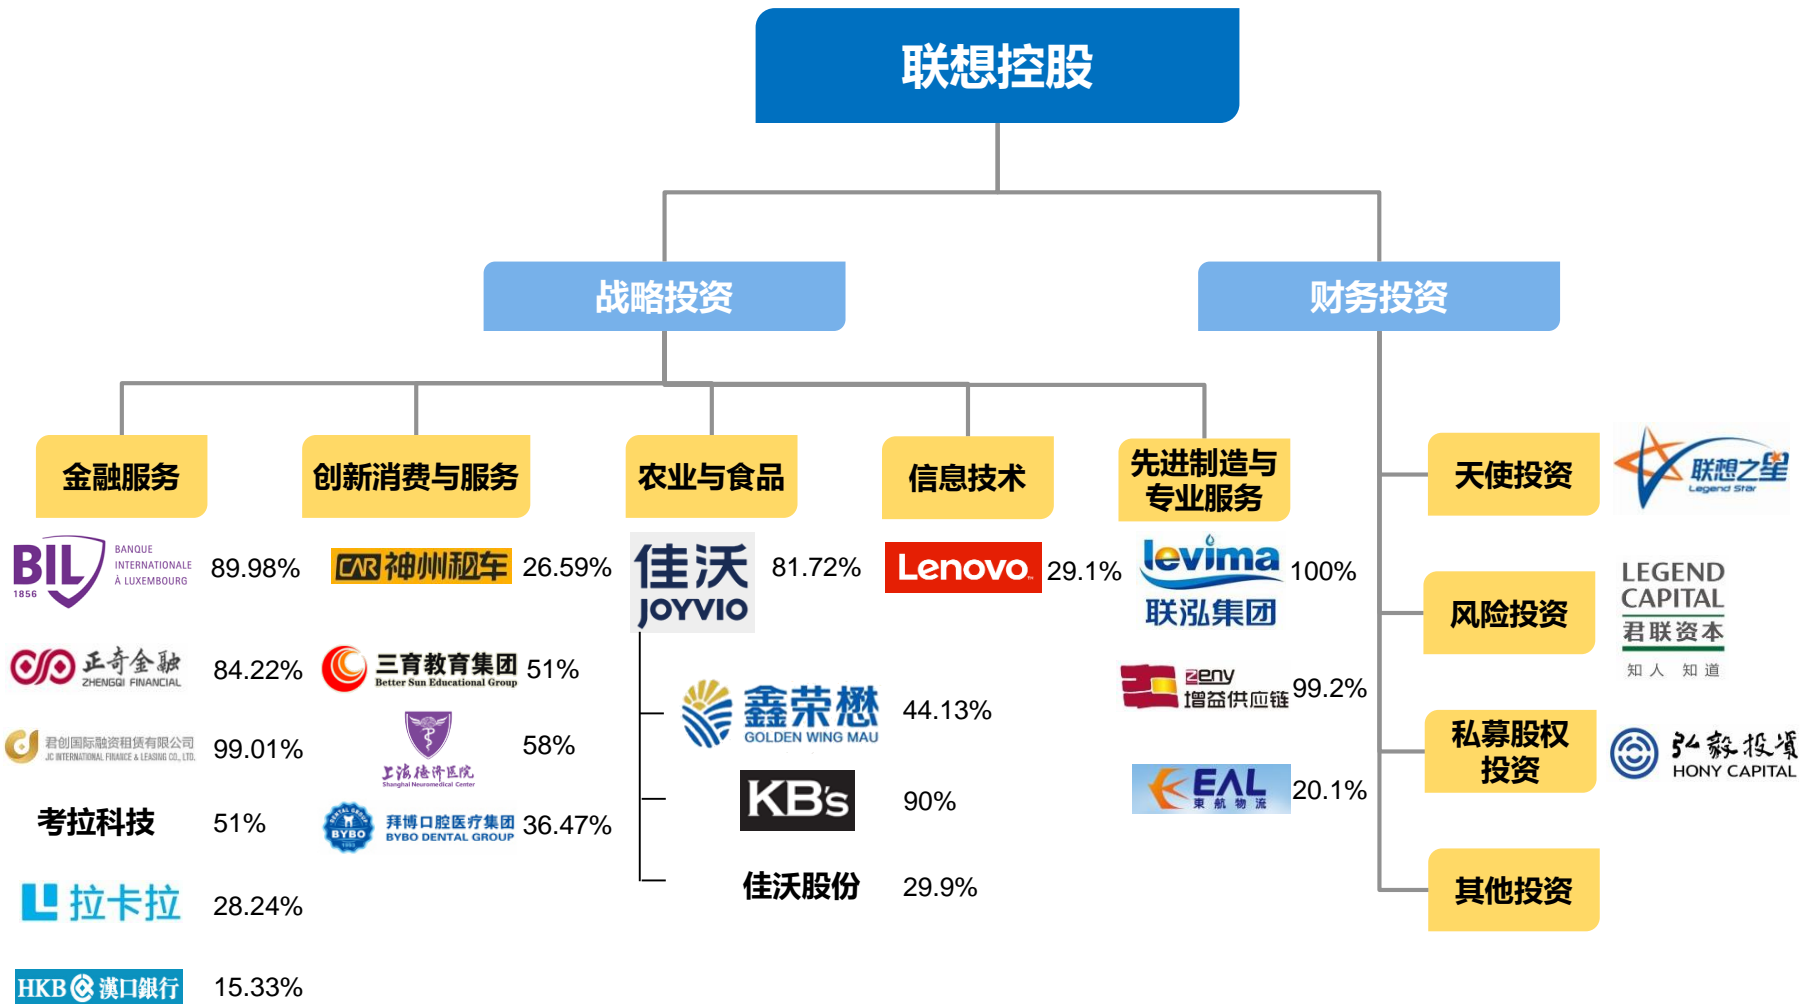 联想控股
战略投资
财务投资
金融服务
BIL
1856
BANQUE
INTERNATIONALE
À LUXEMBOURG
89.98%
正奇金融
ZHENGQI FINANCIAL
84.22%
君创国际融资租赁有限公司
JC INTERNATIONAL FINANCE & LEASING CO., LTD.
99.01%
考拉科技
51%
拉卡拉
28.24%
HKB 漢口銀行
15.33%
创新消费与服务
CAR 神州租车
26.59%
三育教育集团
Better Sun Educational Group
51%
上海德济医院
Shanghai Neuromedical Center
58%
DENTAL GROUP
BYBO
1993
拜博口腔医疗集团
BYBO DENTAL GROUP
36.47%
农业与食品
佳沃
JOYVIO
81.72%
鑫荣懋
GOLDEN WING MAU
44.13%
KB's
90%
佳沃股份
29.9%
信息技术
Lenovo
29.1%
先进制造与
专业服务
levima
联泓集团
100%
zeny
增益供应链
99.2%
EAL
東航物流
20.1%
天使投资
联想之星
Legend Star
风险投资
LEGEND
CAPITAL
君联资本
知人 知道
私募股权
投资
弘毅投資
HONY CAPITAL
其他投资